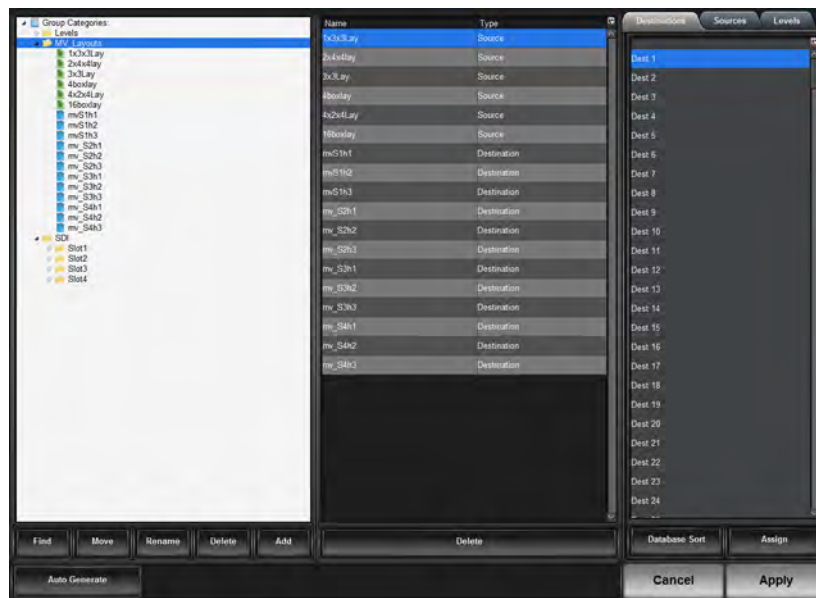 Group Categories:
Levels
MV_Layouts
1x3x3Lay
2x4x4lay
3x3Lay
4boxlay
4x2x4Lay
16boxlay
mvS1h1
mvS1h2
mvS1h3
mv_S2h1
mv_S2h2
mv_S2h3
mv_S3h1
mv_S3h2
mv_S3h3
mv_S4h1
mv_S4h2
mv_S4h3
SDI
Slot1
Slot2
Slot3
Slot4
Find Move Rename Delete Add
Auto Generate
Name Type
1x3x3Lay Source
2x4x4lay Source
3x3Lay Source
4boxlay Source
4x2x4Lay Source
16boxlay Source
mvS1h1 Destination
mvS1h2 Destination
mvS1h3 Destination
mv_S2h1 Destination
mv_S2h2 Destination
mv_S2h3 Destination
mv_S3h1 Destination
mv_S3h2 Destination
mv_S3h3 Destination
mv_S4h1 Destination
mv_S4h2 Destination
mv_S4h3 Destination
Delete
Destinations Sources Levels
Dest 1
Dest 2
Dest 3
Dest 4
Dest 5
Dest 6
Dest 7
Dest 8
Dest 9
Dest 10
Dest 11
Dest 12
Dest 13
Dest 14
Dest 15
Dest 16
Dest 17
Dest 18
Dest 19
Dest 20
Dest 21
Dest 22
Dest 23
Dest 24
Database Sort Assign
Cancel Apply